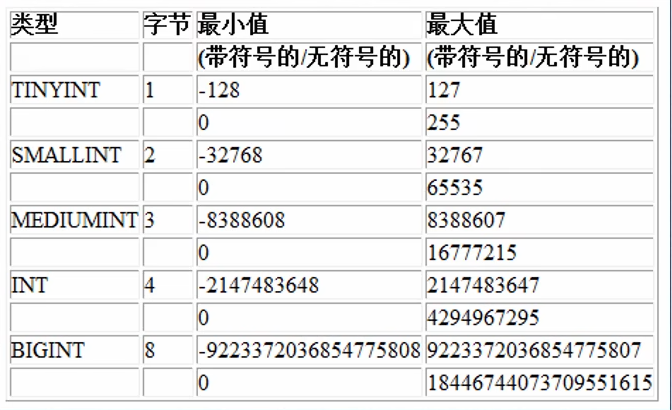 类型 字节 最小值 最大值
(带符号的/无符号的) (带符号的/无符号的)
TINYINT 1 -128 127
0 255
SMALLINT 2 -32768 32767
0 65535
MEDIUMINT 3 -8388608 8388607
0 16777215
INT 4 -2147483648 2147483647
0 4294967295
BIGINT 8 -9223372036854775808 9223372036854775807
0 18446744073709551615